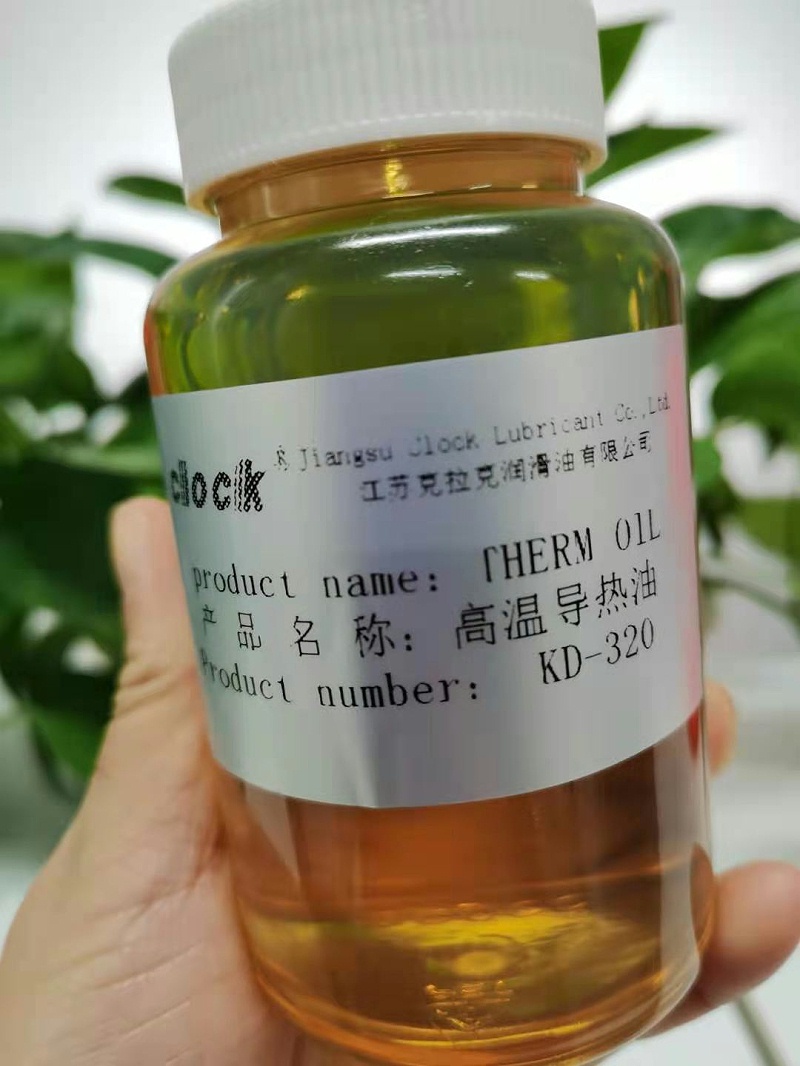 clock ® Jiangsu Clock Lubricant Co.,Ltd.
江苏克拉克润滑油有限公司
product name: THERM OIL
产品名称: 高温导热油
Product number: KD-320